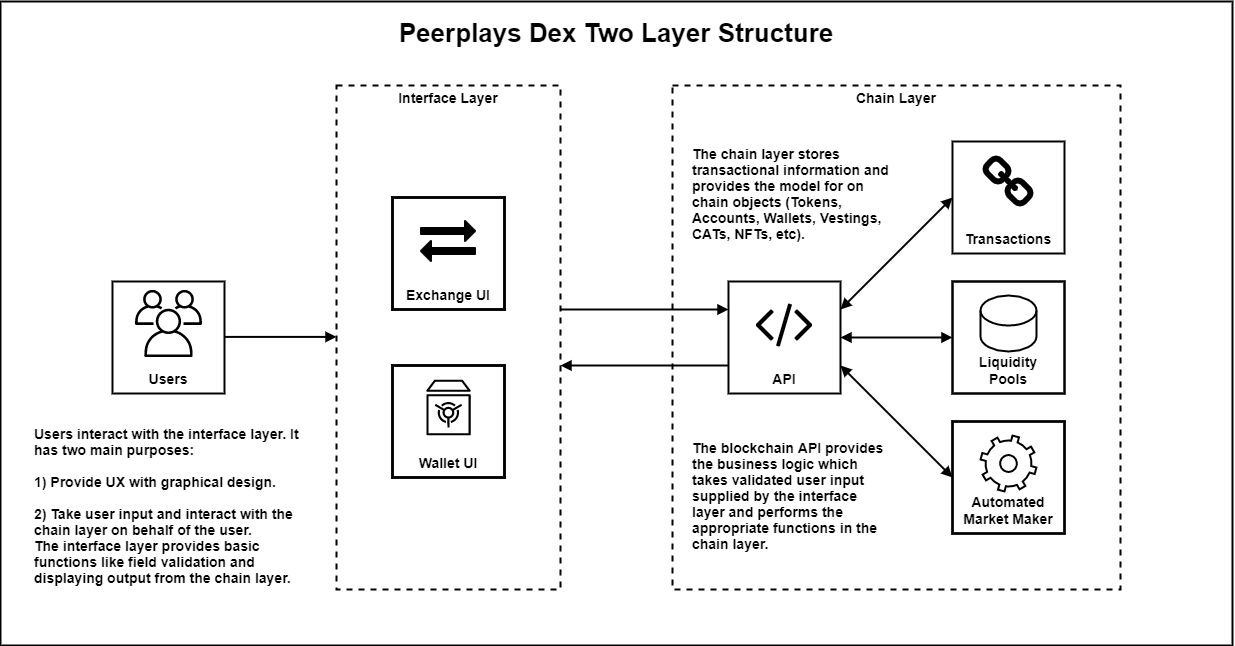 Peerplays Dex Two Layer Structure
Interface Layer
Exchange UI
Wallet UI
Users
Users interact with the interface layer. It
has two main purposes:
1) Provide UX with graphical design.
2) Take user input and interact with the
chain layer on behalf of the user.
The interface layer provides basic
functions like field validation and
displaying output from the chain layer.
Chain Layer
The chain layer stores
transactional information and
provides the model for on
chain objects (Tokens,
Accounts, Wallets, Vestings,
CATs, NFTs, etc).
API
The blockchain API provides
the business logic which
takes validated user input
supplied by the interface
layer and performs the
appropriate functions in the
chain layer.
Transactions
Liquidity
Pools
Automated
Market Maker